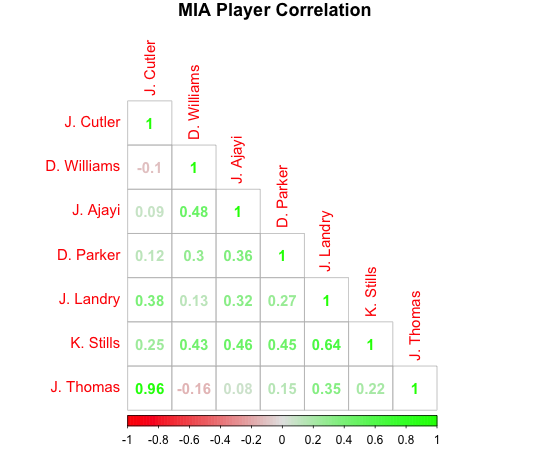 MIA Player Correlation
J. Cutler
D. Williams
J. Ajayi
D. Parker
J. Landry
K. Stills
J. Thomas
J. Cutler 1
D. Williams -0.1 1
J. Ajayi 0.09 0.48 1
D. Parker 0.12 0.3 0.36 1
J. Landry 0.38 0.13 0.32 0.27 1
K. Stills 0.25 0.43 0.46 0.45 0.64 1
J. Thomas 0.96 -0.16 0.08 0.15 0.35 0.22 1
-1 -0.8 -0.6 -0.4 -0.2 0 0.2 0.4 0.6 0.8 1